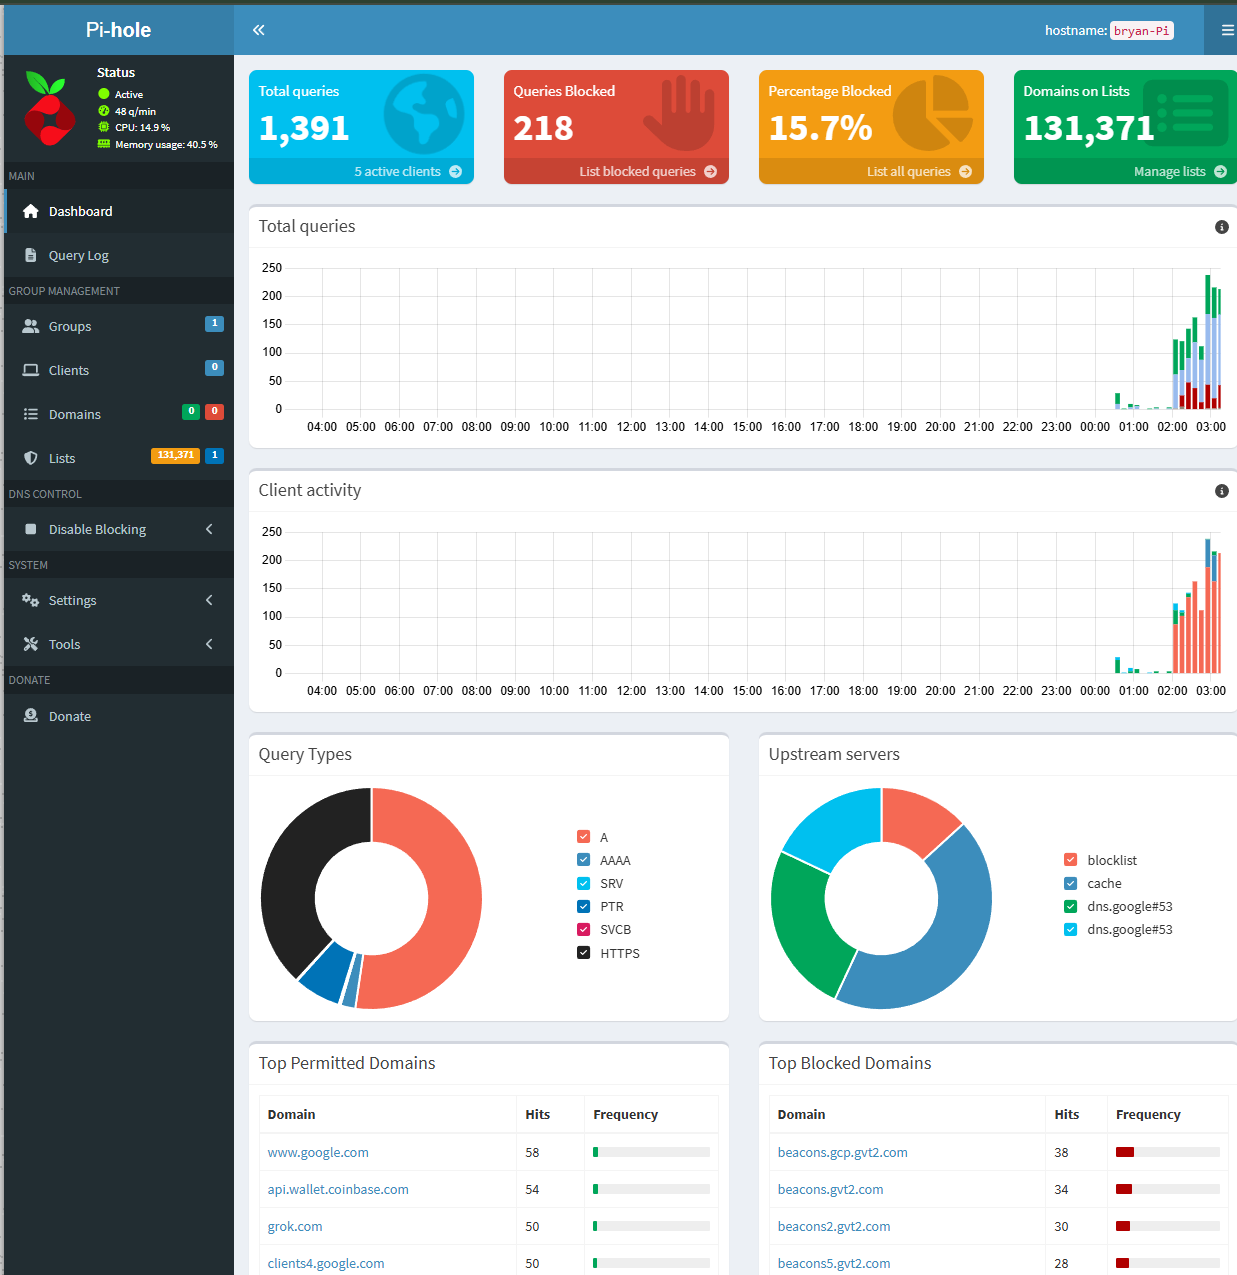 Pi-hole
hostname: bryan-Pi
Status
Active
48 q/min
CPU: 14.9 %
Memory usage: 40.5 %
MAIN
Dashboard
Query Log
GROUP MANAGEMENT
Groups 1
Clients 0
Domains 0 0
Lists 131,371 1
DNS CONTROL
Disable Blocking
SYSTEM
Settings
Tools
DONATE
Donate
Total queries
1,391
5 active clients
Queries Blocked
218
List blocked queries
Percentage Blocked
15.7%
List all queries
Domains on Lists
131,371
Manage lists
Total queries
250
200
150
100
50
0
04:00 05:00 06:00 07:00 08:00 09:00 10:00 11:00 12:00 13:00 14:00 15:00 16:00 17:00 18:00 19:00 20:00 21:00 22:00 23:00 00:00 01:00 02:00 03:00
Client activity
250
200
150
100
50
0
04:00 05:00 06:00 07:00 08:00 09:00 10:00 11:00 12:00 13:00 14:00 15:00 16:00 17:00 18:00 19:00 20:00 21:00 22:00 23:00 00:00 01:00 02:00 03:00
Query Types
A
AAAA
SRV
PTR
SVCB
HTTPS
Upstream servers
blocklist
cache
dns.google#53
dns.google#53
Top Permitted Domains
Domain Hits Frequency
www.google.com 58
api.wallet.coinbase.com 54
grok.com 50
clients4.google.com 50
Top Blocked Domains
Domain Hits Frequency
beacons.gcp.gvt2.com 38
beacons.gvt2.com 34
beacons2.gvt2.com 30
beacons5.gvt2.com 28